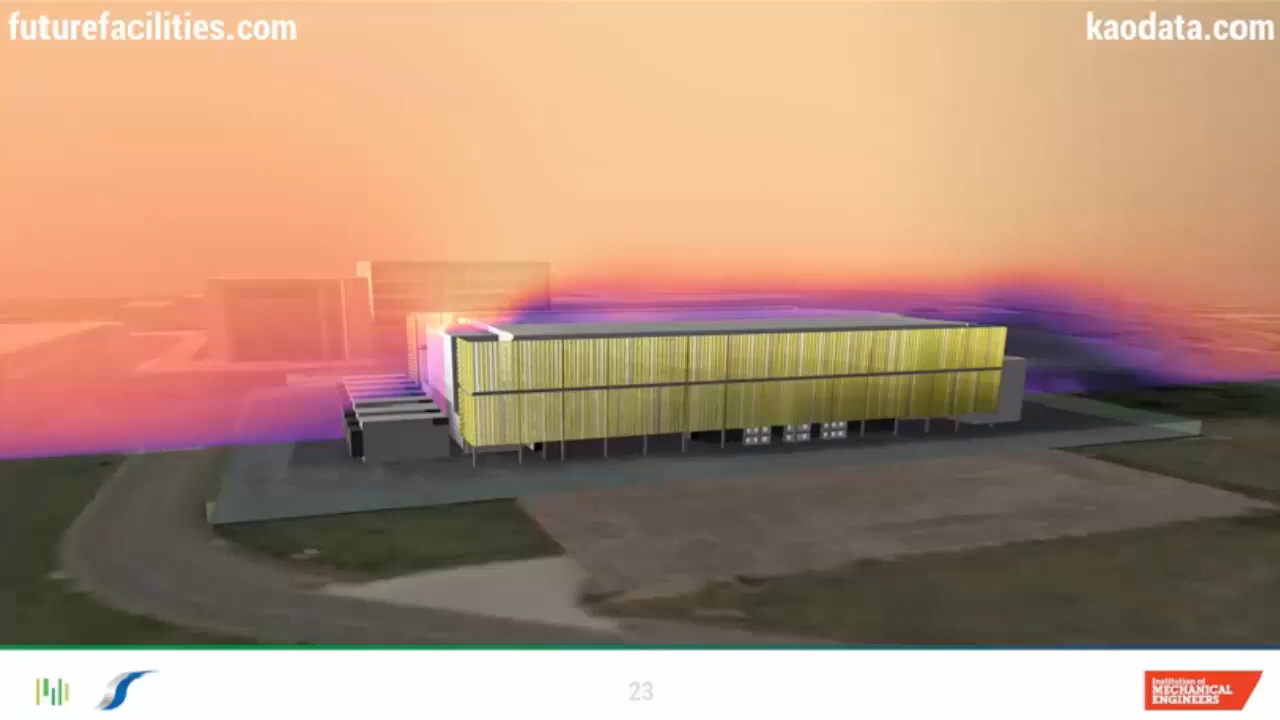 futurefacilities.com
kaodata.com
23
Institution of
MECHANICAL
ENGINEERS